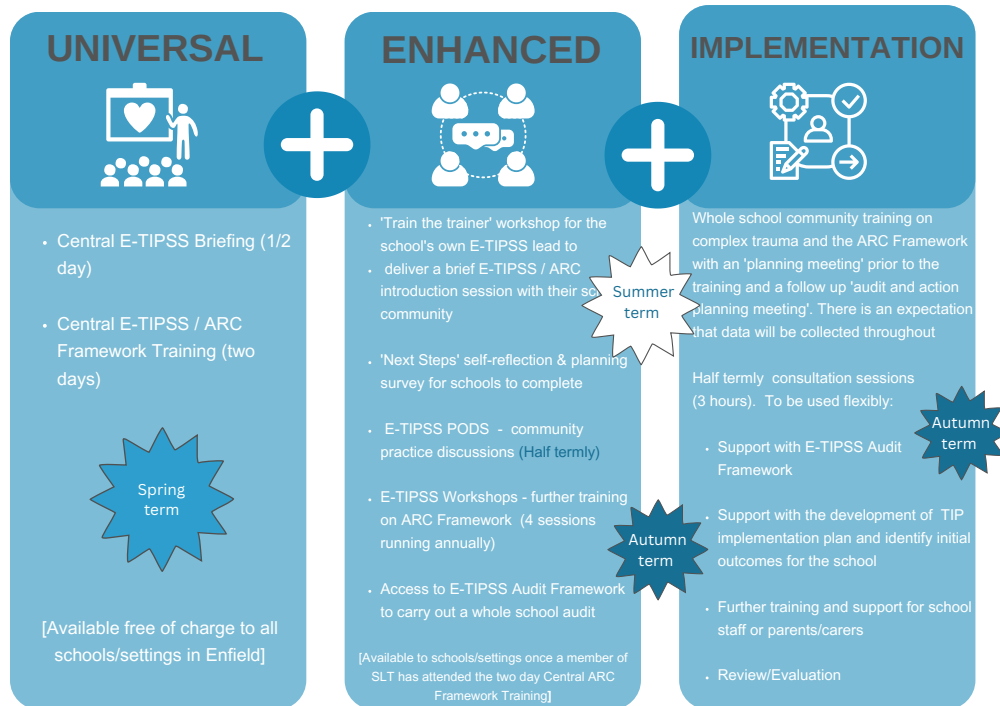 UNIVERSAL
• Central E-TIPSS Briefing (1/2
day)
• Central E-TIPSS / ARC
Framework Training (two
days)
Spring
term
[Available free of charge to all
schools/settings in Enfield]
ENHANCED
• 'Train the trainer' workshop for the
school's own E-TIPSS lead to
• deliver a brief E-TIPSS / ARC
introduction session with their
community
Summer
term
• 'Next Steps' self-reflection & planning
survey for schools to complete
• E-TIPSS PODS - community
practice discussions (Half termly)
• E-TIPSS Workshops - further training
on ARC Framework (4 sessions
running annually)
Autumn
term
• Access to E-TIPSS Audit Framework
to carry out a whole school audit
[Available to schools/settings once a member of
SLT has attended the two day Central ARC
Framework Training]
IMPLEMENTATION
Whole school community training on
complex trauma and the ARC Framework
with an 'planning meeting' prior to the
training and a follow up 'audit and action
planning meeting'. There is an expectation
that data will be collected throughout
Half termly consultation sessions
(3 hours). To be used flexibly:
Autumn
term
• Support with E-TIPSS Audit
Framework
• Support with the development of TIP
implementation plan and identify initial
outcomes for the school
• Further training and support for school
staff or parents/carers
• Review/Evaluation